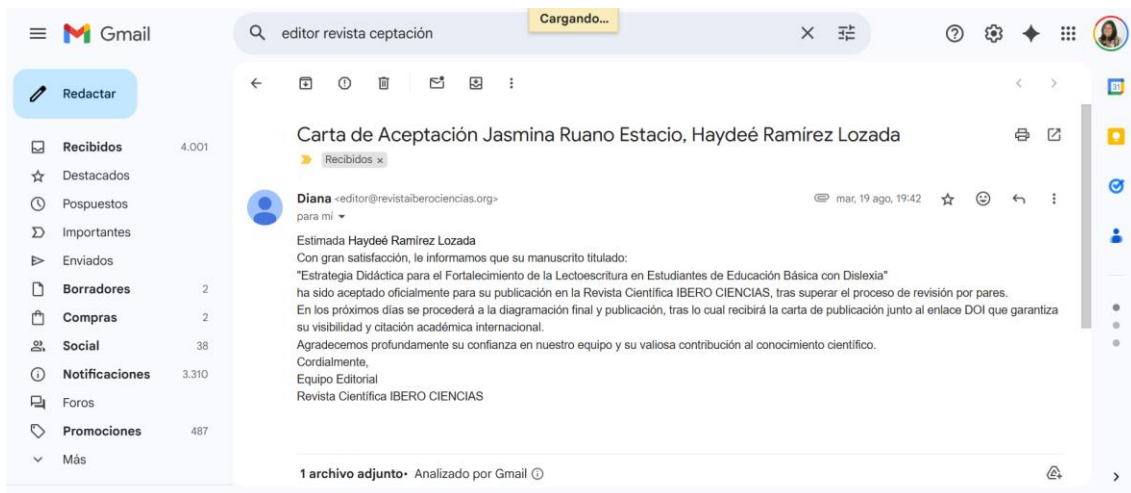 Cargando...
Gmail
editor revista ceptación
Redactar
Recibidos 4.001
Destacados
Pospuestos
Importantes
Enviados
Borradores 2
Compras 2
Social 38
Notificaciones 3.310
Foros
Promociones 487
Más
Carta de Aceptación Jasmina Ruano Estacio, Haydeé Ramírez Lozada
Recibidos x
Diana <editor@revistaiberociencias.org> mar, 19 ago, 19:42
para mí
Estimada Haydeé Ramírez Lozada
Con gran satisfacción, le informamos que su manuscrito titulado:
"Estrategia Didáctica para el Fortalecimiento de la Lectoescritura en Estudiantes de Educación Básica con Dislexia"
ha sido aceptado oficialmente para su publicación en la Revista Científica IBERO CIENCIAS, tras superar el proceso de revisión por pares.
En los próximos días se procederá a la diagramación final y publicación, tras lo cual recibirá la carta de publicación junto al enlace DOI que garantiza
su visibilidad y citación académica internacional.
Agradecemos profundamente su confianza en nuestro equipo y su valiosa contribución al conocimiento científico.
Cordialmente,
Equipo Editorial
Revista Científica IBERO CIENCIAS
1 archivo adjunto • Analizado por Gmail
31